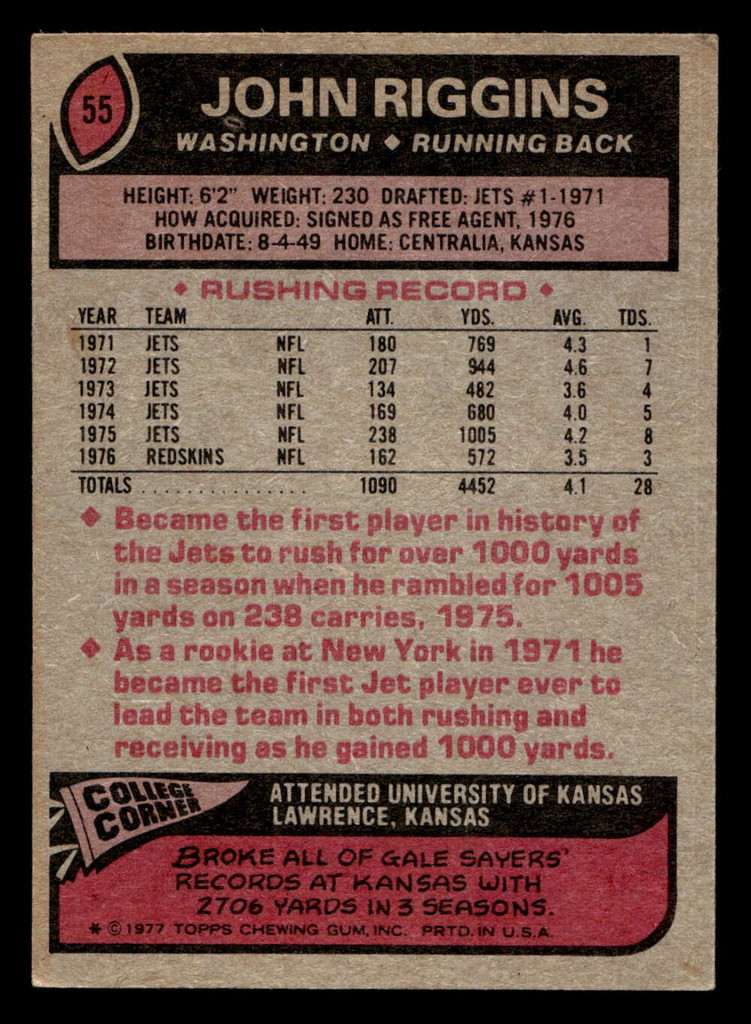 55
JOHN RIGGINS
WASHINGTON ◆ RUNNING BACK
HEIGHT: 6'2" WEIGHT: 230 DRAFTED: JETS #1-1971
HOW ACQUIRED: SIGNED AS FREE AGENT, 1976
BIRTHDATE: 8-4-49 HOME: CENTRALIA, KANSAS
◆ RUSHING RECORD ◆
YEAR TEAM ATT. YDS. AVG. TDS.
1971 JETS NFL 180 769 4.3 1
1972 JETS NFL 207 944 4.6 7
1973 JETS NFL 134 482 3.6 4
1974 JETS NFL 169 680 4.0 5
1975 JETS NFL 238 1005 4.2 8
1976 REDSKINS NFL 162 572 3.5 3
TOTALS ................ 1090 4452 4.1 28
◆ Became the first player in history of
the Jets to rush for over 1000 yards
in a season when he rambled for 1005
yards on 238 carries, 1975.
◆ As a rookie at New York in 1971 he
became the first Jet player ever to
lead the team in both rushing and
receiving as he gained 1000 yards.
COLLEGE
CORNER
ATTENDED UNIVERSITY OF KANSAS
LAWRENCE, KANSAS
BROKE ALL OF GALE SAYERS'
RECORDS AT KANSAS WITH
2706 YARDS IN 3 SEASONS.
* © 1977 TOPPS CHEWING GUM, INC. PRTD. IN U.S.A.